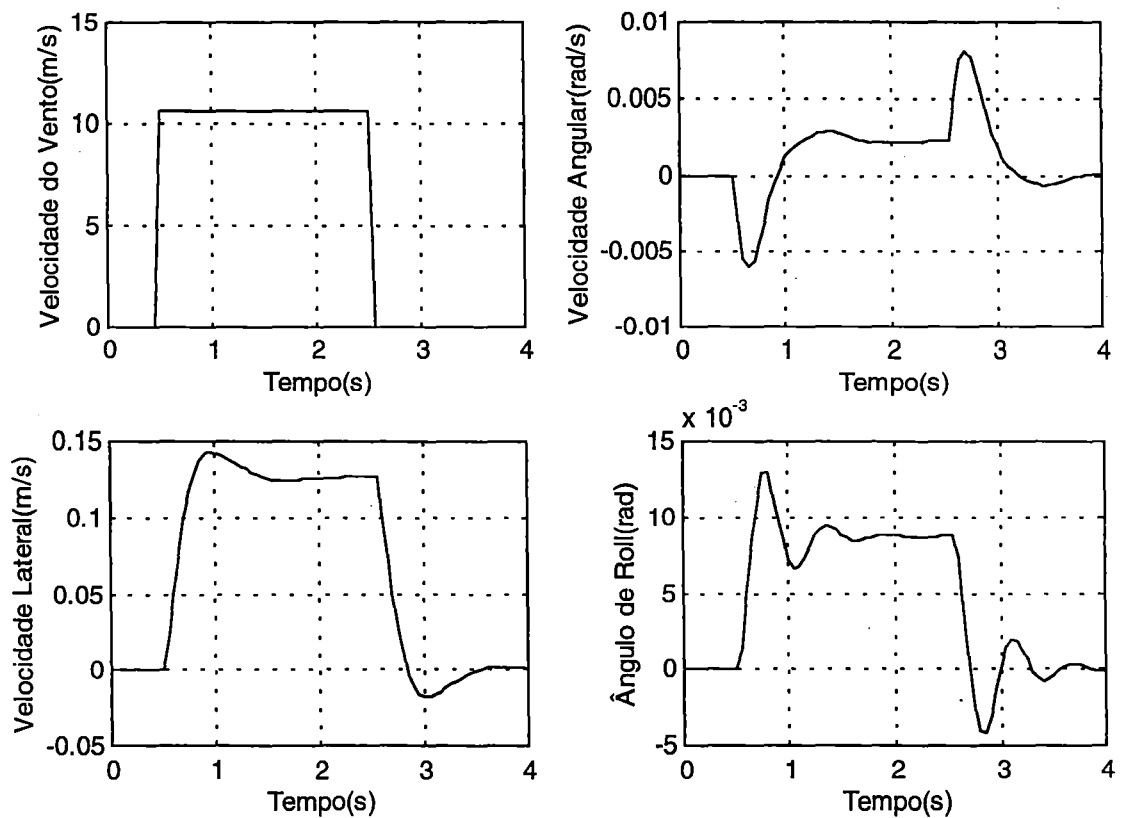 Velocidade do Vento(m/s)
15
10
5
0
0 1 2 3 4
Tempo(s)
Velocidade Angular(rad/s)
0.01
0.005
0
-0.005
-0.01
0 1 2 3 4
Tempo(s)
Velocidade Lateral(m/s)
0.15
0.1
0.05
0
-0.05
0 1 2 3 4
Tempo(s)
x 10-3
Ângulo de Roll(rad)
15
10
5
0
-5
0 1 2 3 4
Tempo(s)